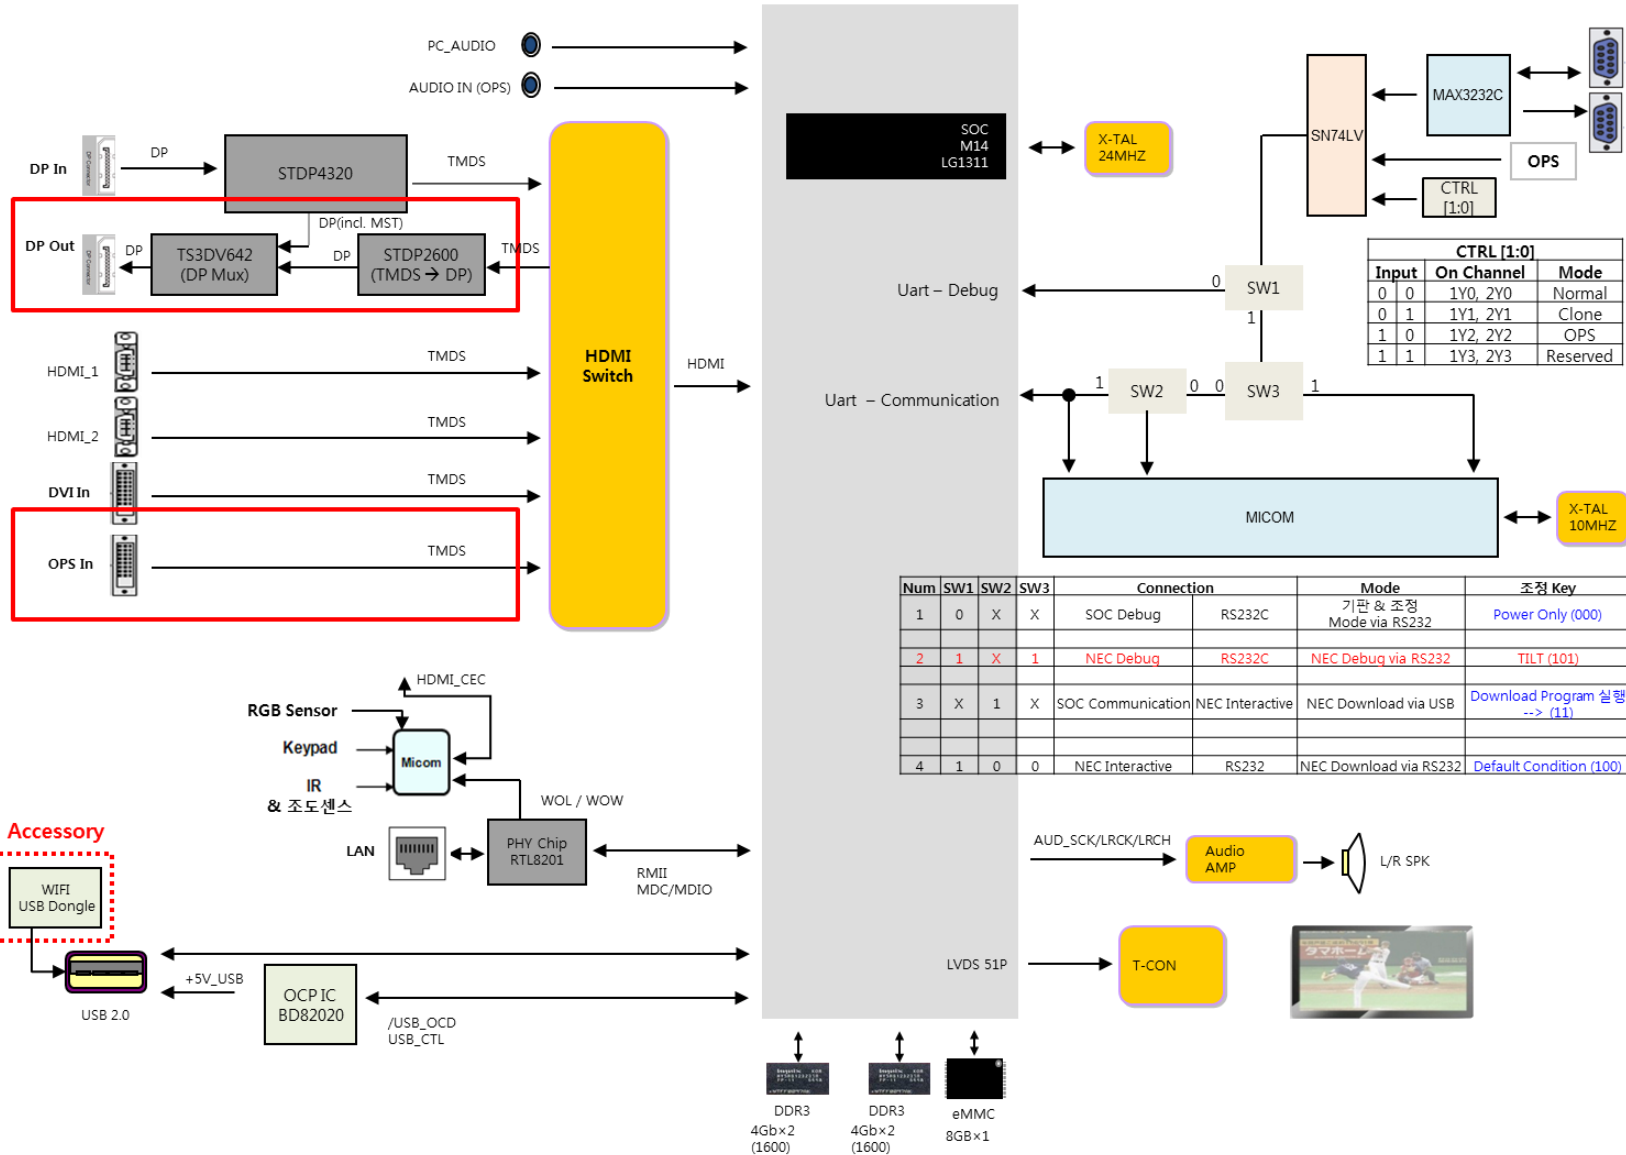 PC_AUDIO
AUDIO IN (OPS)
DP In
DP
STDP4320
TMDS
DP(incl. MST)
DP Out
DP
TS3DV642
(DP Mux)
DP
STDP2600
(TMDS → DP)
TMDS
HDMI_1
TMDS
HDMI_2
TMDS
DVI In
TMDS
OPS In
TMDS
HDMI
Switch
HDMI
SOC
M14
LG1311
X-TAL
24MHZ
SN74LV
MAX3232C
OPS
CTRL
[1:0]
CTRL [1:0]
Input On Channel Mode
0 0 1Y0, 2Y0 Normal
0 1 1Y1, 2Y1 Clone
1 0 1Y2, 2Y2 OPS
1 1 1Y3, 2Y3 Reserved
Uart – Debug
0
SW1
1
Uart – Communication
1
SW2
0 0
SW3
1
MICOM
X-TAL
10MHZ
Num SW1 SW2 SW3 Connection Mode 조정 Key
1 0 X X SOC Debug RS232C 기판 & 조정
Mode via RS232 Power Only (000)
2 1 X 1 NEC Debug RS232C NEC Debug via RS232 TILT (101)
3 X 1 X SOC Communication NEC Interactive NEC Download via USB Download Program 실행
--> (11)
4 1 0 0 NEC Interactive RS232 NEC Download via RS232 Default Condition (100)
HDMI_CEC
RGB Sensor
Keypad
IR
& 조도센스
Micom
WOL / WOW
LAN
PHY Chip
RTL8201
RMII
MDC/MDIO
Accessory
WIFI
USB Dongle
USB 2.0
+5V_USB
OCP IC
BD82020
/USB_OCD
USB_CTL
AUD_SCK/LRCK/LRCH
Audio
AMP
L/R SPK
LVDS 51P
T-CON
タマホーム
DDR3
4Gb×2
(1600)
DDR3
4Gb×2
(1600)
eMMC
8GB×1